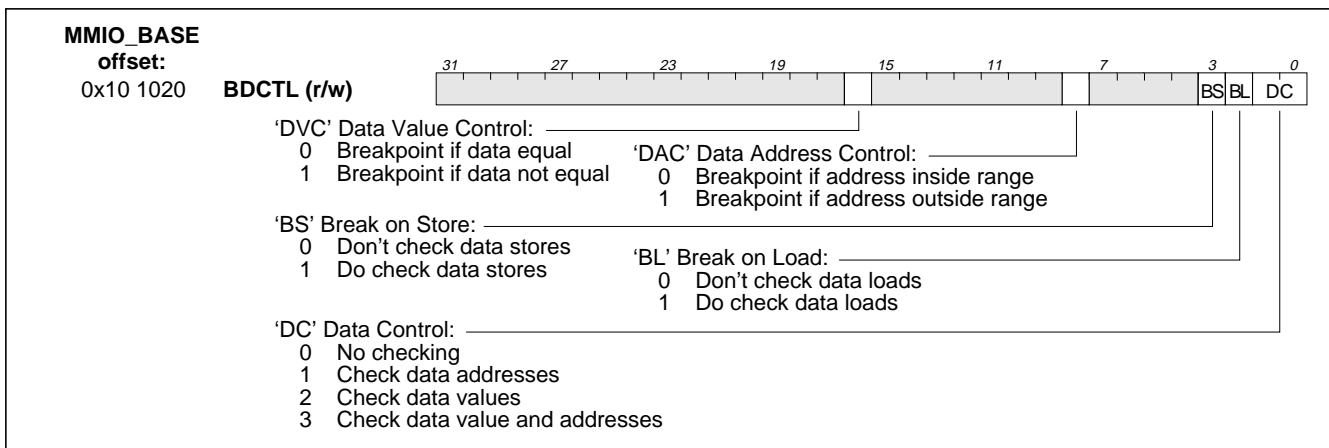 MMIO_BASE
offset:
31 27 23 19 15 11 7 3 0
0x10 1020 BDCTL (r/w) BS BL DC
‘DVC’ Data Value Control:
0 Breakpoint if data equal
1 Breakpoint if data not equal
‘DAC’ Data Address Control:
0 Breakpoint if address inside range
1 Breakpoint if address outside range
‘BS’ Break on Store:
0 Don’t check data stores
1 Do check data stores
‘BL’ Break on Load:
0 Don’t check data loads
1 Do check data loads
‘DC’ Data Control:
0 No checking
1 Check data addresses
2 Check data values
3 Check data value and addresses